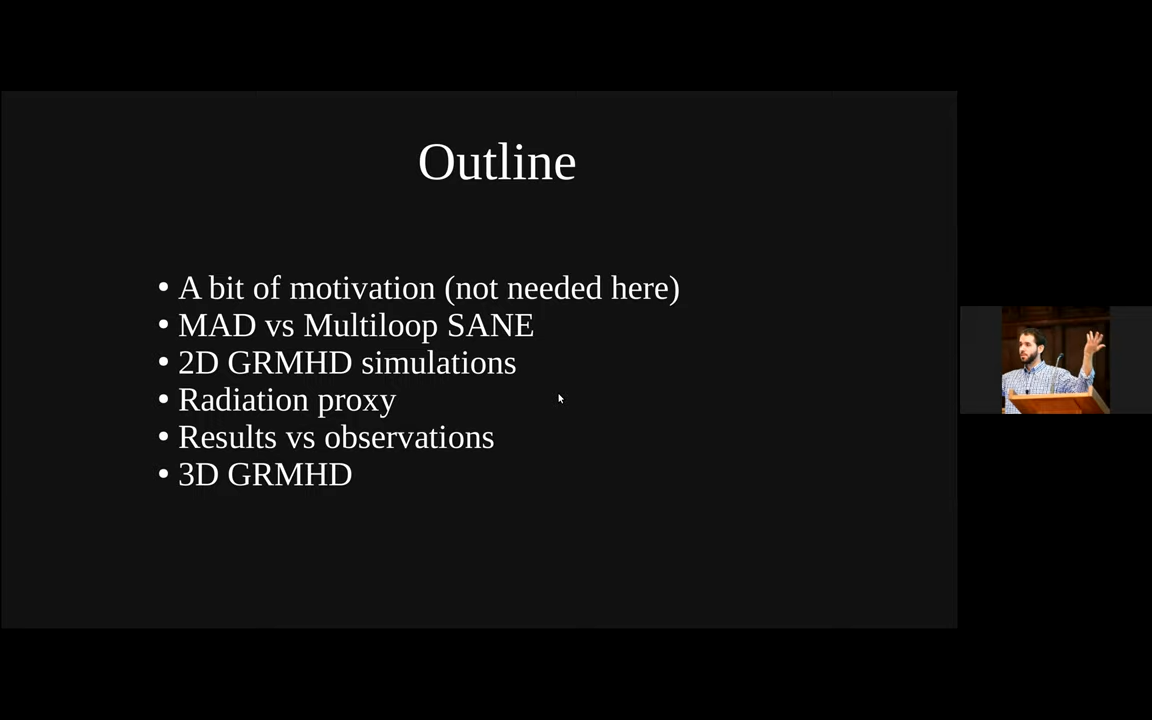 Outline
• A bit of motivation (not needed here)
• MAD vs Multiloop SANE
• 2D GRMHD simulations
• Radiation proxy
• Results vs observations
• 3D GRMHD